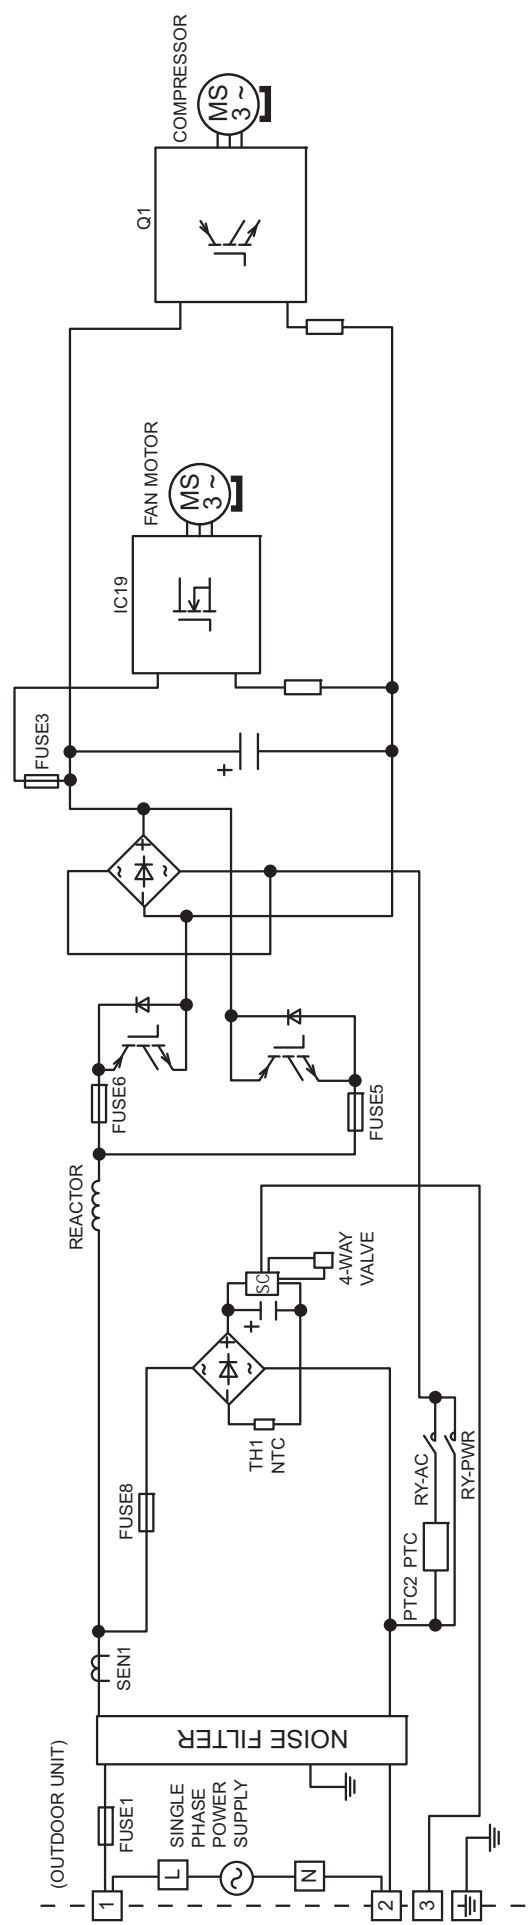 (OUTDOOR UNIT)
1
FUSE1
L
SINGLE
PHASE
POWER
SUPPLY
N
2
3
NOISE FILTER
SEN1
FUSE8
TH1
NTC
SC
4-WAY
VALVE
PTC2 PTC
RY-AC
RY-PWR
REACTOR
FUSE6
FUSE5
FUSE3
IC19
FAN MOTOR
MS
3 ~
Q1
COMPRESSOR
MS
3 ~